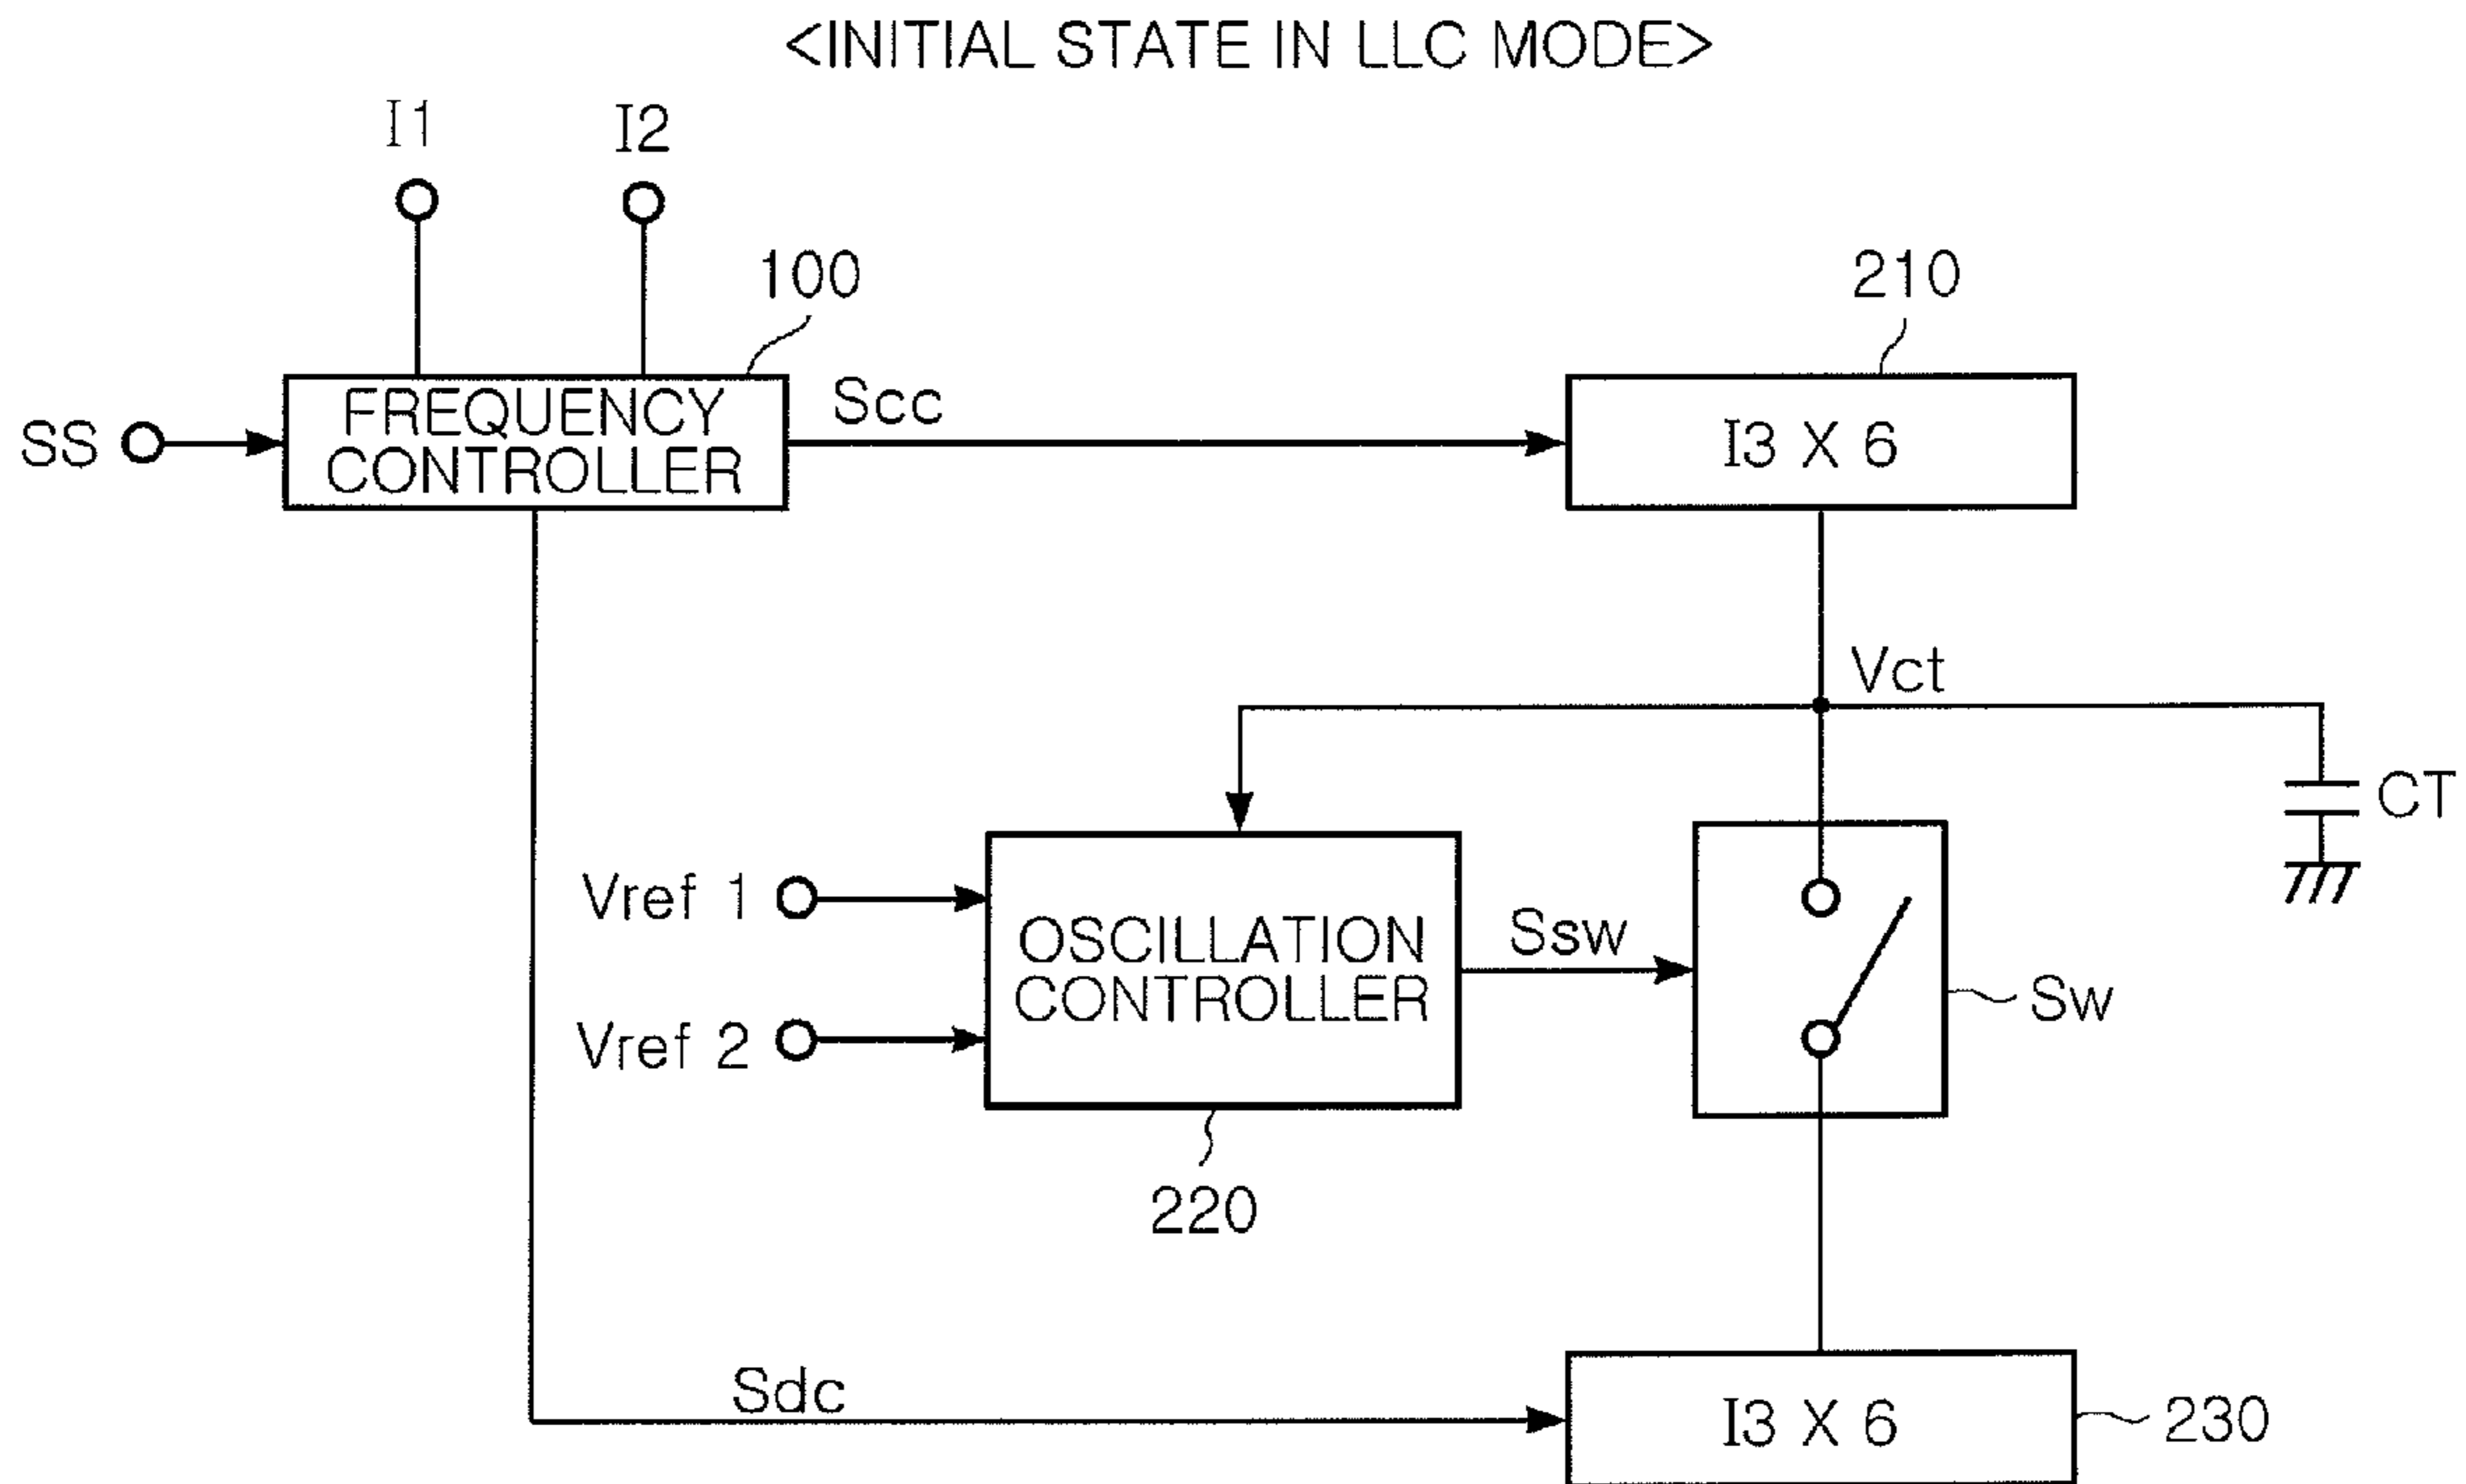 <INITIAL STATE IN LLC MODE>
I1
I2
100
210
SS
FREQUENCY
CONTROLLER
Scc
I3 X 6
Vct
CT
Vref 1
OSCILLATION
CONTROLLER
Ssw
Sw
Vref 2
220
Sdc
I3 X 6
230